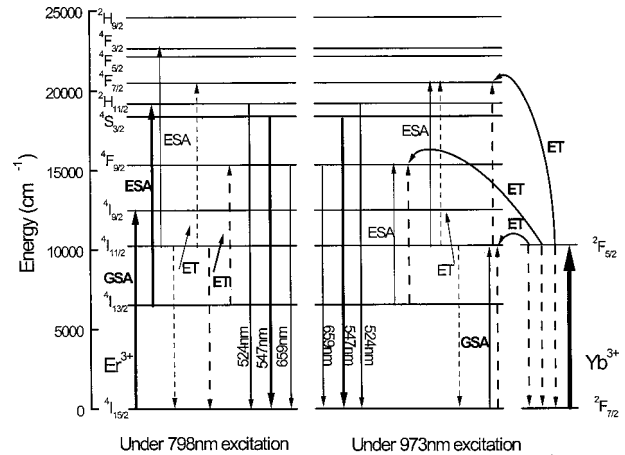 Energy (cm ⁻¹)
25000
20000
15000
10000
5000
0
²H₉/₂
⁴F₃/₂
⁴F₅/₂
⁴F₇/₂
²H₁₁/₂
⁴S₃/₂
⁴F₉/₂
⁴I₉/₂
⁴I₁₁/₂
⁴I₁₃/₂
⁴I₁₅/₂
Er³⁺
GSA
ESA
ESA
ET
ET
524nm
547nm
659nm
659nm
547nm
524nm
ESA
ESA
ET
GSA
ET
ET
ET
²F₅/₂
Yb³⁺
²F₇/₂
Under 798nm excitation
Under 973nm excitation